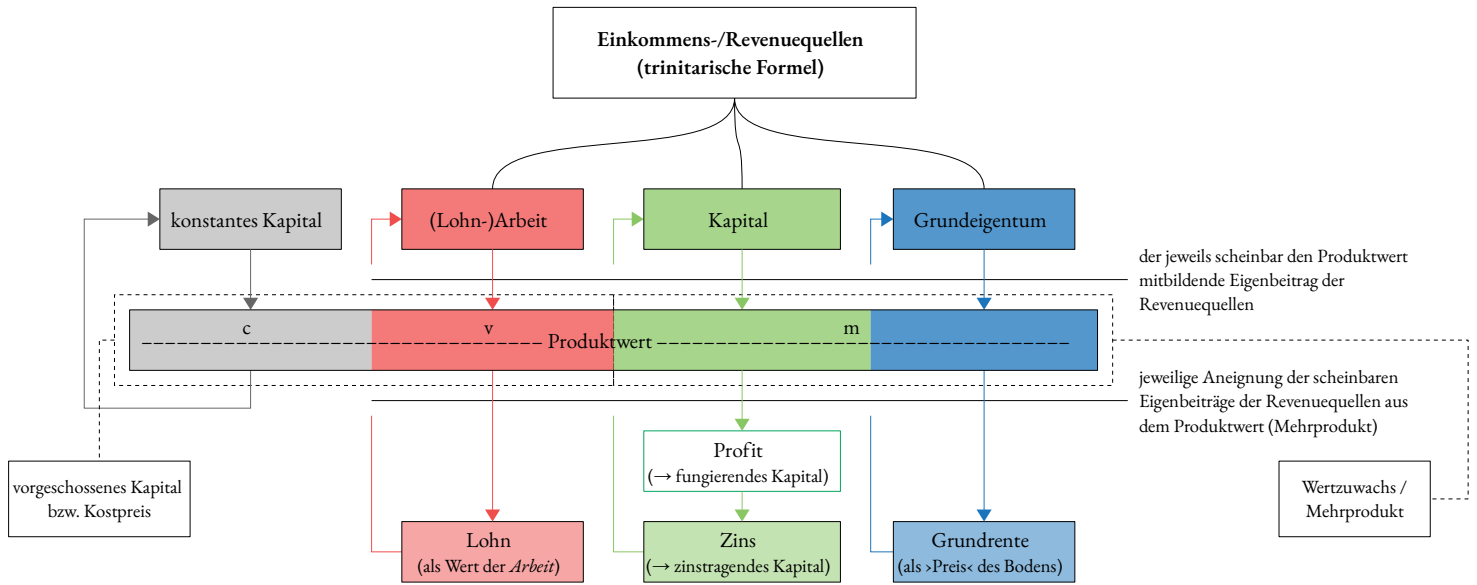 Einkommens-/Revenuequellen
(trinitarische Formel)
konstantes Kapital
(Lohn-)Arbeit
Kapital
Grundeigentum
der jeweils scheinbar den Produktwert
mitbildende Eigenbeitrag der
Revenuequellen
c
v
m
Produktwert
jeweilige Aneignung der scheinbaren
Eigenbeiträge der Revenuequellen aus
dem Produktwert (Mehrprodukt)
Profit
(→ fungierendes Kapital)
vorgeschossenes Kapital
bzw. Kostpreis
Wertzuwachs /
Mehrprodukt
Lohn
(als Wert der Arbeit)
Zins
(→ zinstragendes Kapital)
Grundrente
(als ›Preis‹ des Bodens)